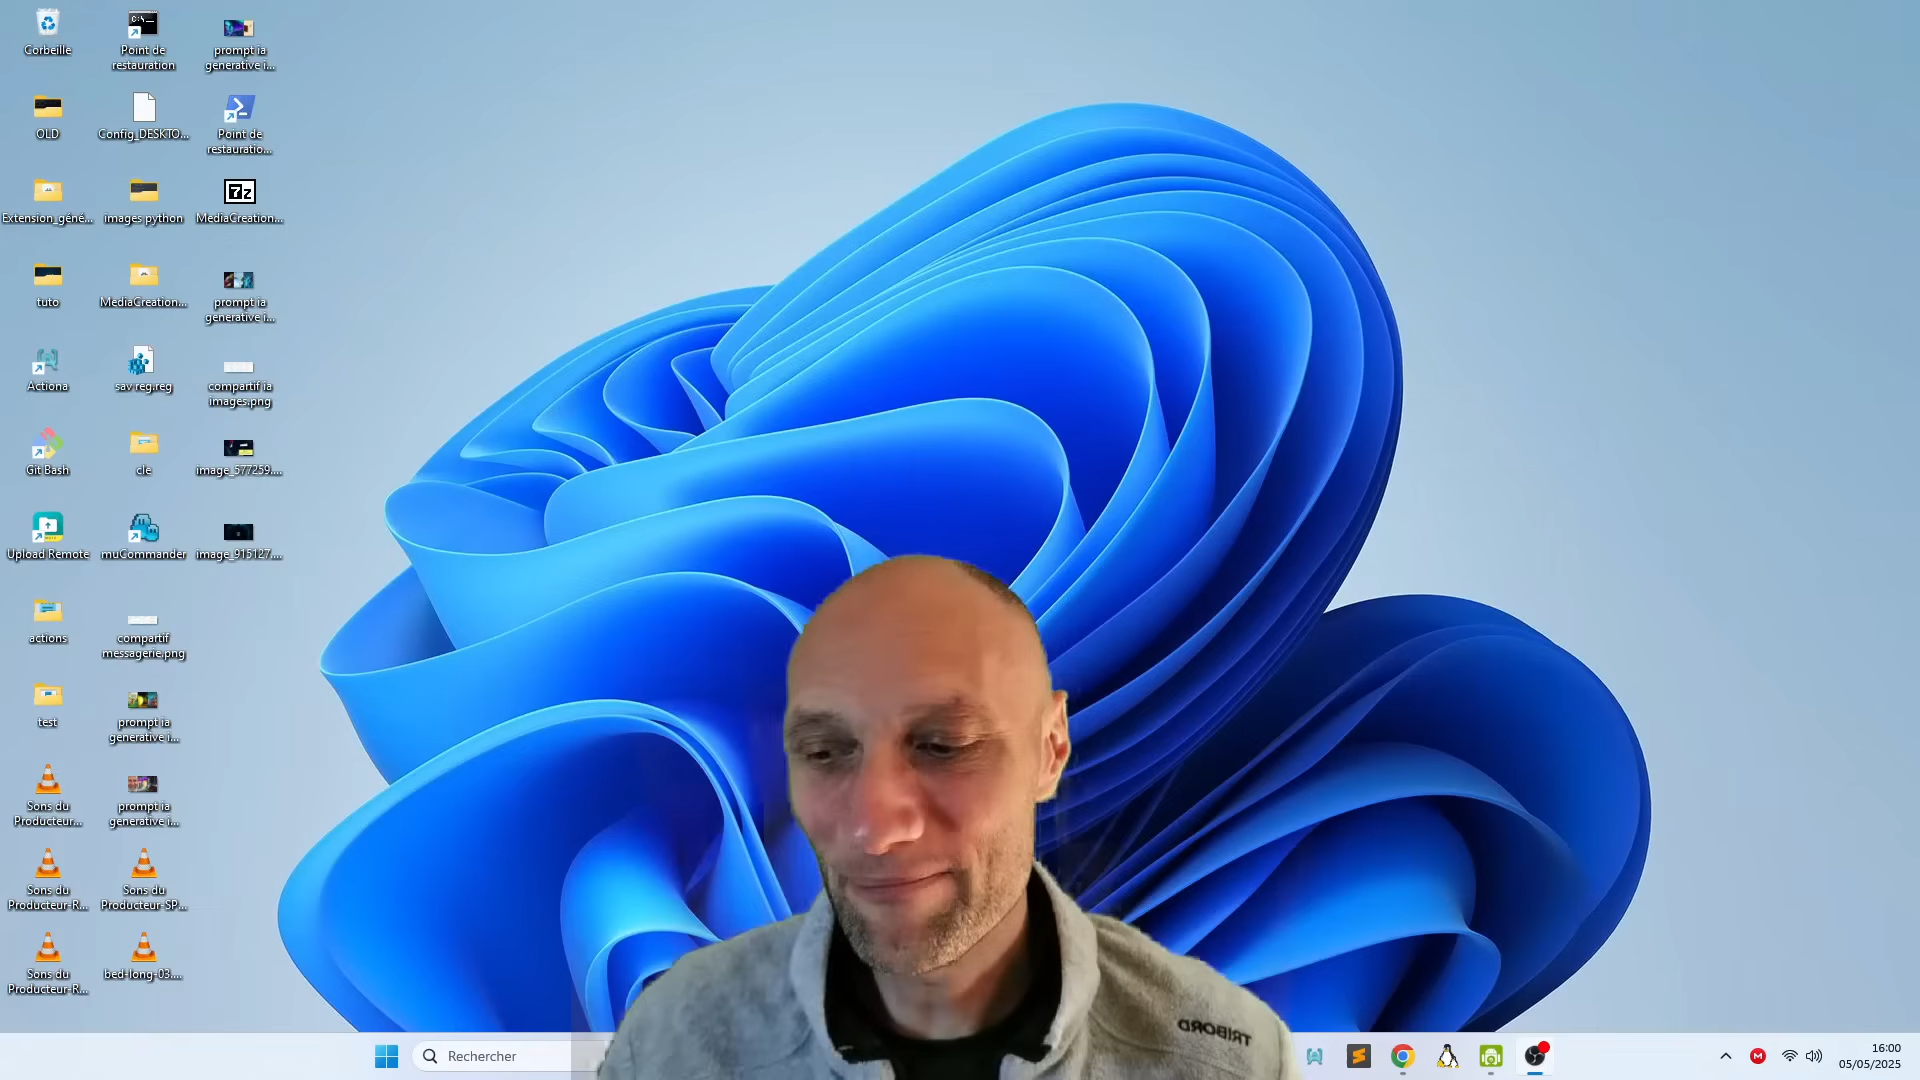 Corbeille
Point de
restauration
prompt ia
generative i...
OLD
Config_DESKTO...
Point de
restauratio...
Extension_géné...
images python
MediaCreation...
tuto
MediaCreation...
prompt ia
generative i...
Actiona
sav reg.reg
compartif ia
images.png
Git Bash
cle
image_577259....
Upload Remote
muCommander
image_915127....
actions
compartif
messagerie.png
test
prompt ia
generative i...
Sons du
Producteur...
prompt ia
generative i...
Sons du
Producteur-R...
Sons du
Producteur-SP...
Sons du
Producteur-R...
bed-long-03....
TRIBORD
Rechercher
16:00
05/05/2025